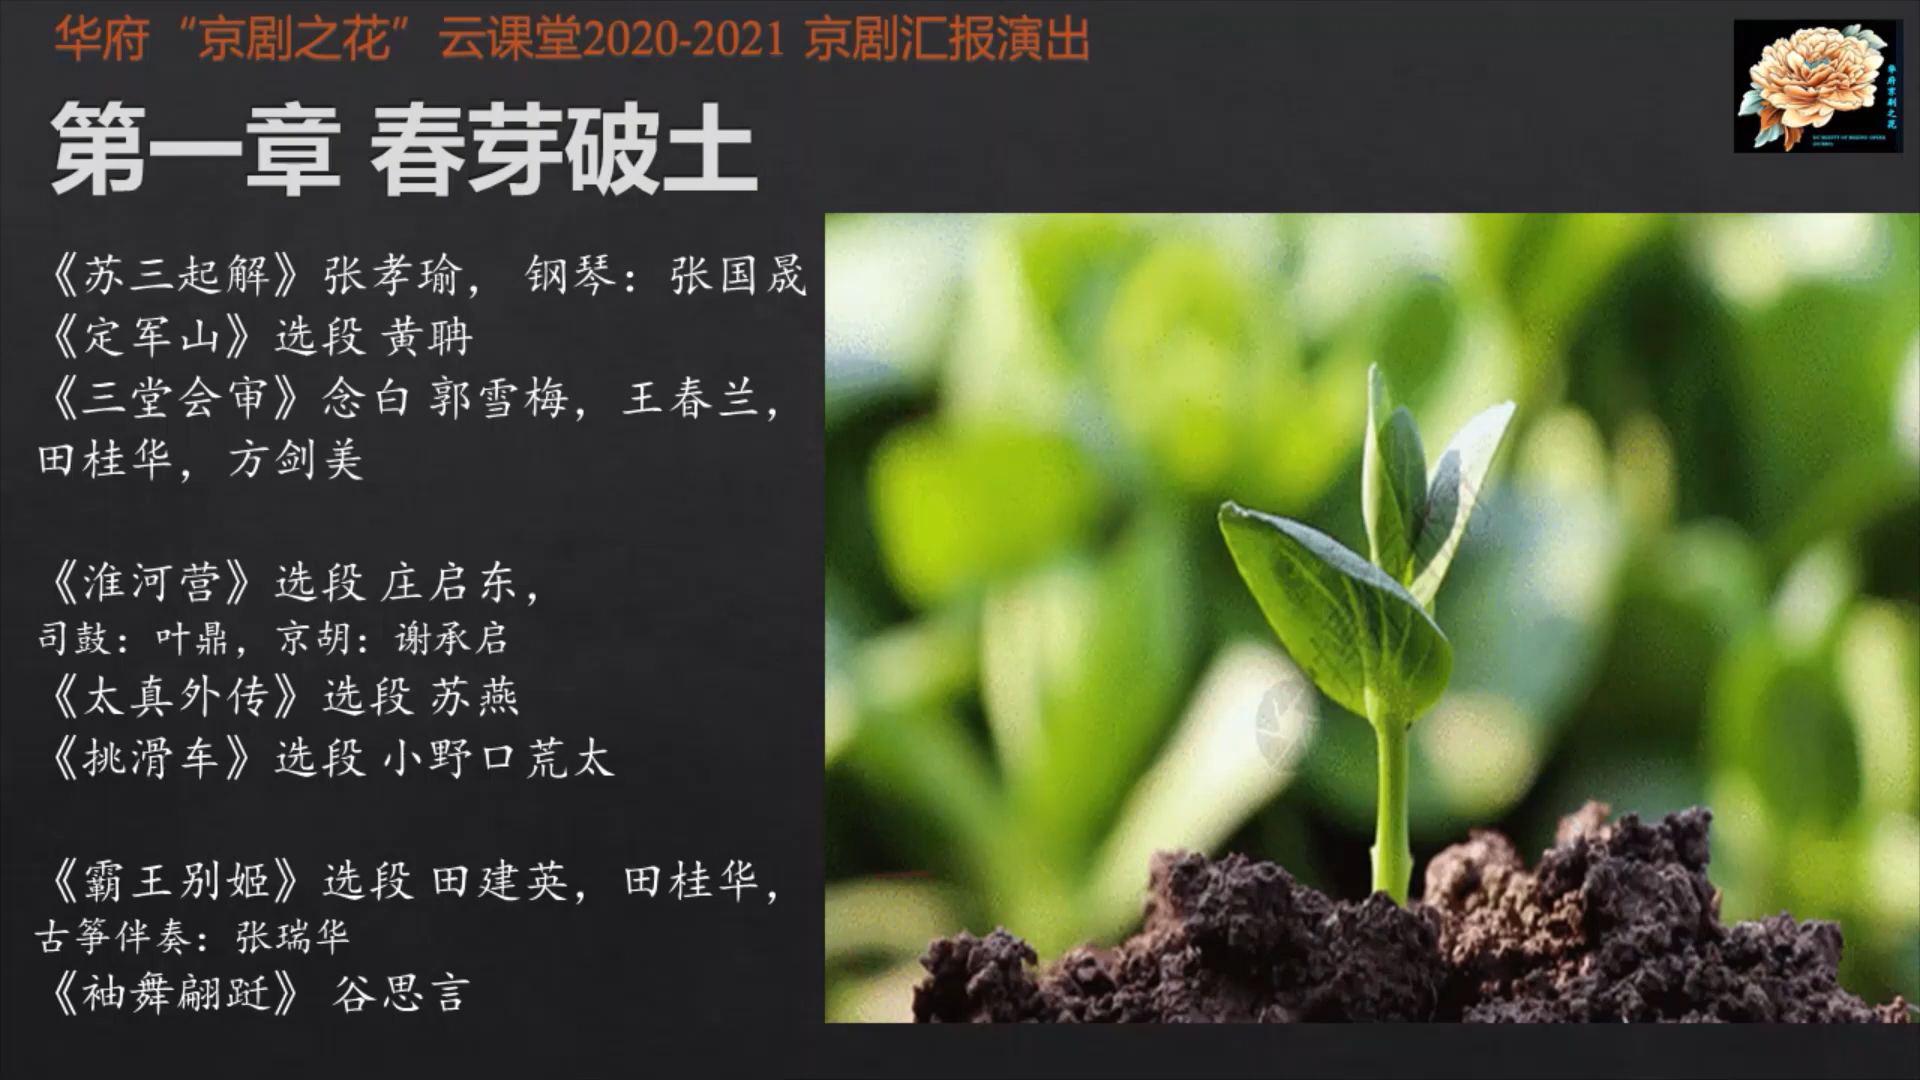 华府“京剧之花”云课堂2020-2021 京剧汇报演出
华府京剧之花
第一章 春芽破土
《苏三起解》张孝瑜， 钢琴：张国晟
《定军山》选段 黄聃
《三堂会审》念白 郭雪梅，王春兰，
田桂华，方剑美
《淮河营》选段 庄启东，
司鼓：叶鼎，京胡：谢承启
《太真外传》选段 苏燕
《挑滑车》选段 小野口荒太
《霸王别姬》选段 田建英，田桂华，
古筝伴奏：张瑞华
《袖舞翩跹》 谷思言